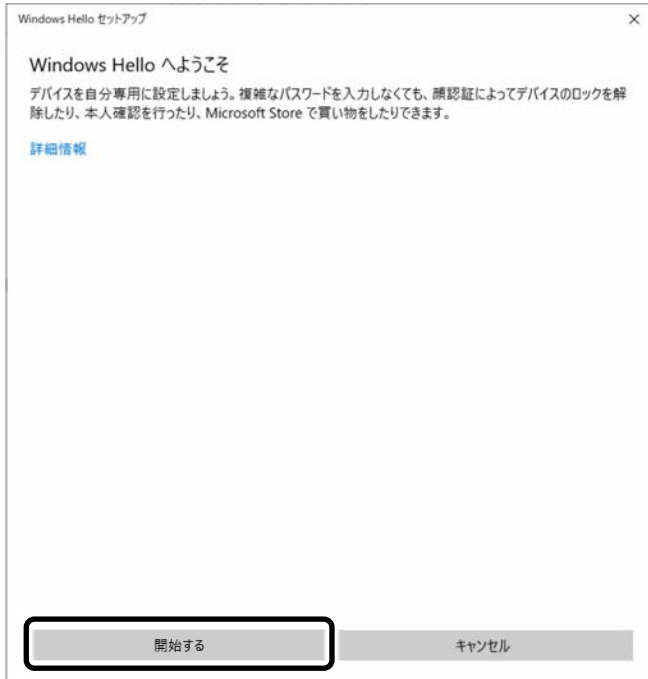 Windows Hello セットアップ
Windows Hello へようこそ
デバイスを自分専用に設定しましょう。複雑なパスワードを入力しなくても、顔認証によってデバイスのロックを解
除したり、本人確認を行ったり、Microsoft Store で買い物をしたりできます。
詳細情報
開始する
キャンセル